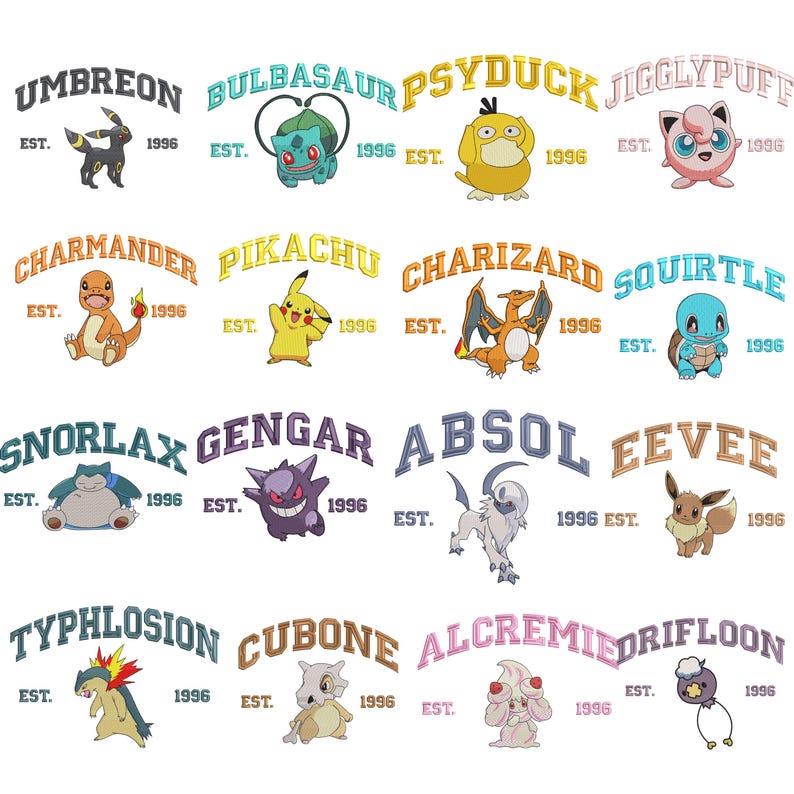 UMBREON
EST. 1996
BULBASAUR
EST. 1996
PSYDUCK
EST. 1996
JIGGLYPUFF
EST. 1996
CHARMANDER
EST. 1996
PIKACHU
EST. 1996
CHARIZARD
EST. 1996
SQUIRTLE
EST. 1996
SNORLAX
EST. 1996
GENGAR
EST. 1996
ABSOL
EST. 1996
EEVEE
EST. 1996
TYPHLOSION
EST. 1996
CUBONE
EST. 1996
ALCREMIE
EST. 1996
DRIFLOON
EST. 1996